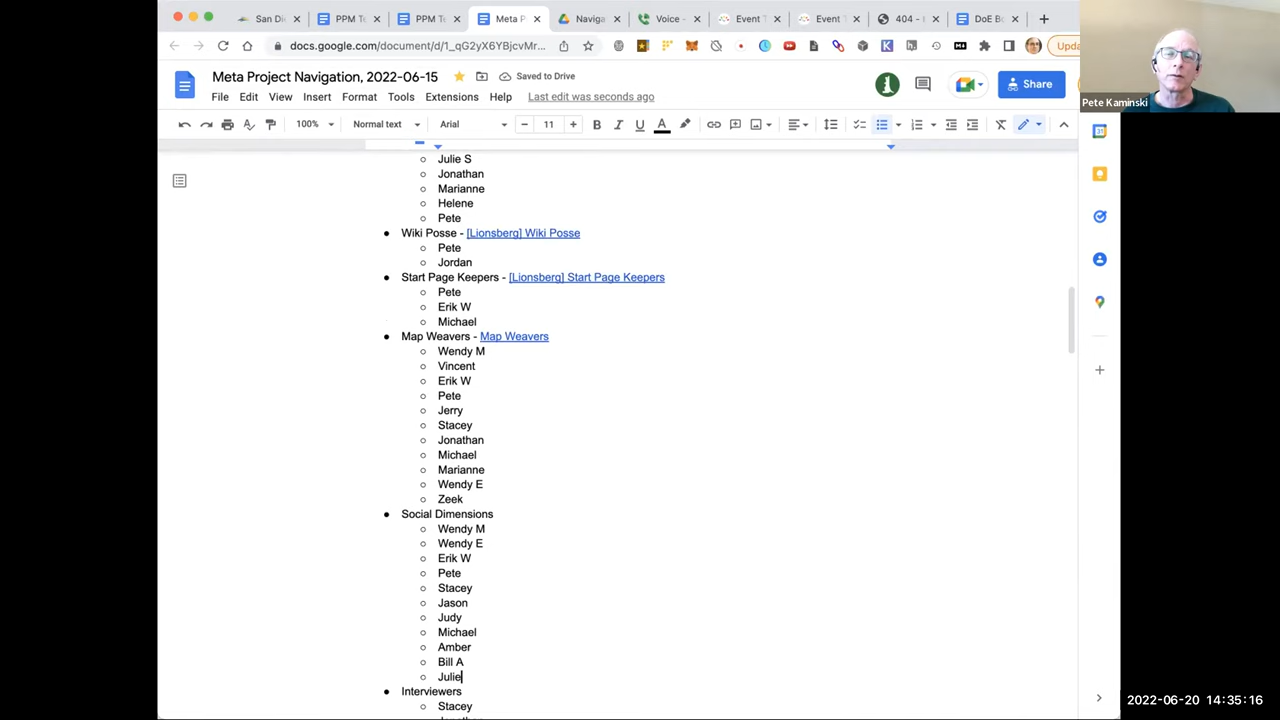 San Di
PPM Te
PPM Te
Meta P
Naviga
Voice -
Event T
Event T
404 -
DoE Bo
docs.google.com/document/d/1_qG2yX6YBjcvMr...
Upda
Meta Project Navigation, 2022-06-15
Saved to Drive
File Edit View Insert Format Tools Extensions Help Last edit was seconds ago
Share
Pete Kaminski
100% Normal text Arial 11
Julie S
Jonathan
Marianne
Helene
Pete
Wiki Posse - [Lionsberg] Wiki Posse
Pete
Jordan
Start Page Keepers - [Lionsberg] Start Page Keepers
Pete
Erik W
Michael
Map Weavers - Map Weavers
Wendy M
Vincent
Erik W
Pete
Jerry
Stacey
Jonathan
Michael
Marianne
Wendy E
Zeek
Social Dimensions
Wendy M
Wendy E
Erik W
Pete
Stacey
Jason
Judy
Michael
Amber
Bill A
Julie
Interviewers
Stacey
2022-06-20 14:35:16